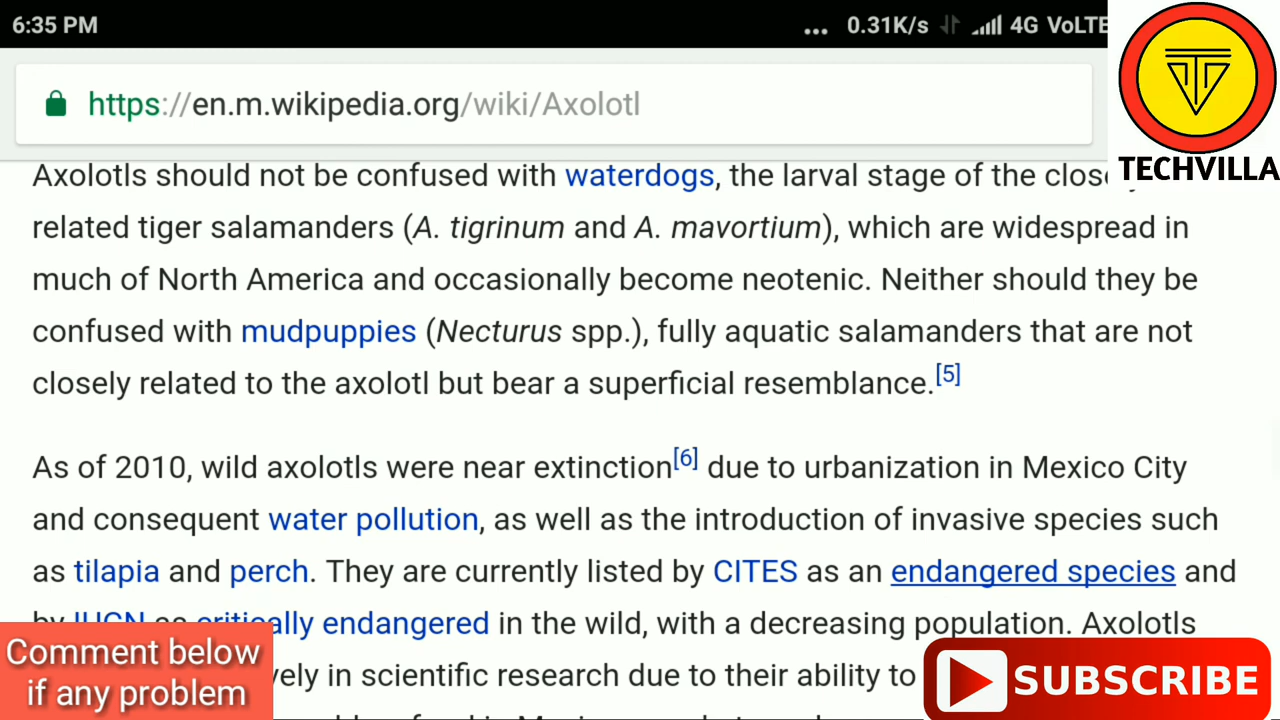 6:35 PM
... 0.31K/s 4G VoLTE
https://en.m.wikipedia.org/wiki/Axolotl
TECHVILLA
Axolotls should not be confused with waterdogs, the larval stage of the
related tiger salamanders (A. tigrinum and A. mavortium), which are widespread in
much of North America and occasionally become neotenic. Neither should they be
confused with mudpuppies (Necturus spp.), fully aquatic salamanders that are not
closely related to the axolotl but bear a superficial resemblance.[5]
As of 2010, wild axolotls were near extinction[6] due to urbanization in Mexico City
and consequent water pollution, as well as the introduction of invasive species such
as tilapia and perch. They are currently listed by CITES as an endangered species and
by IUCN as critically endangered in the wild, with a decreasing population. Axolotls
vely in scientific research due to their ability to
Comment below
if any problem
SUBSCRIBE